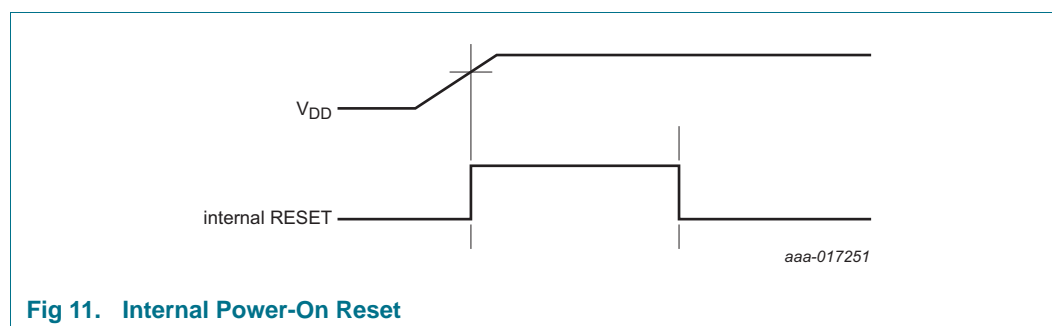 VDD
internal RESET
aaa-017251
Fig 11. Internal Power-On Reset